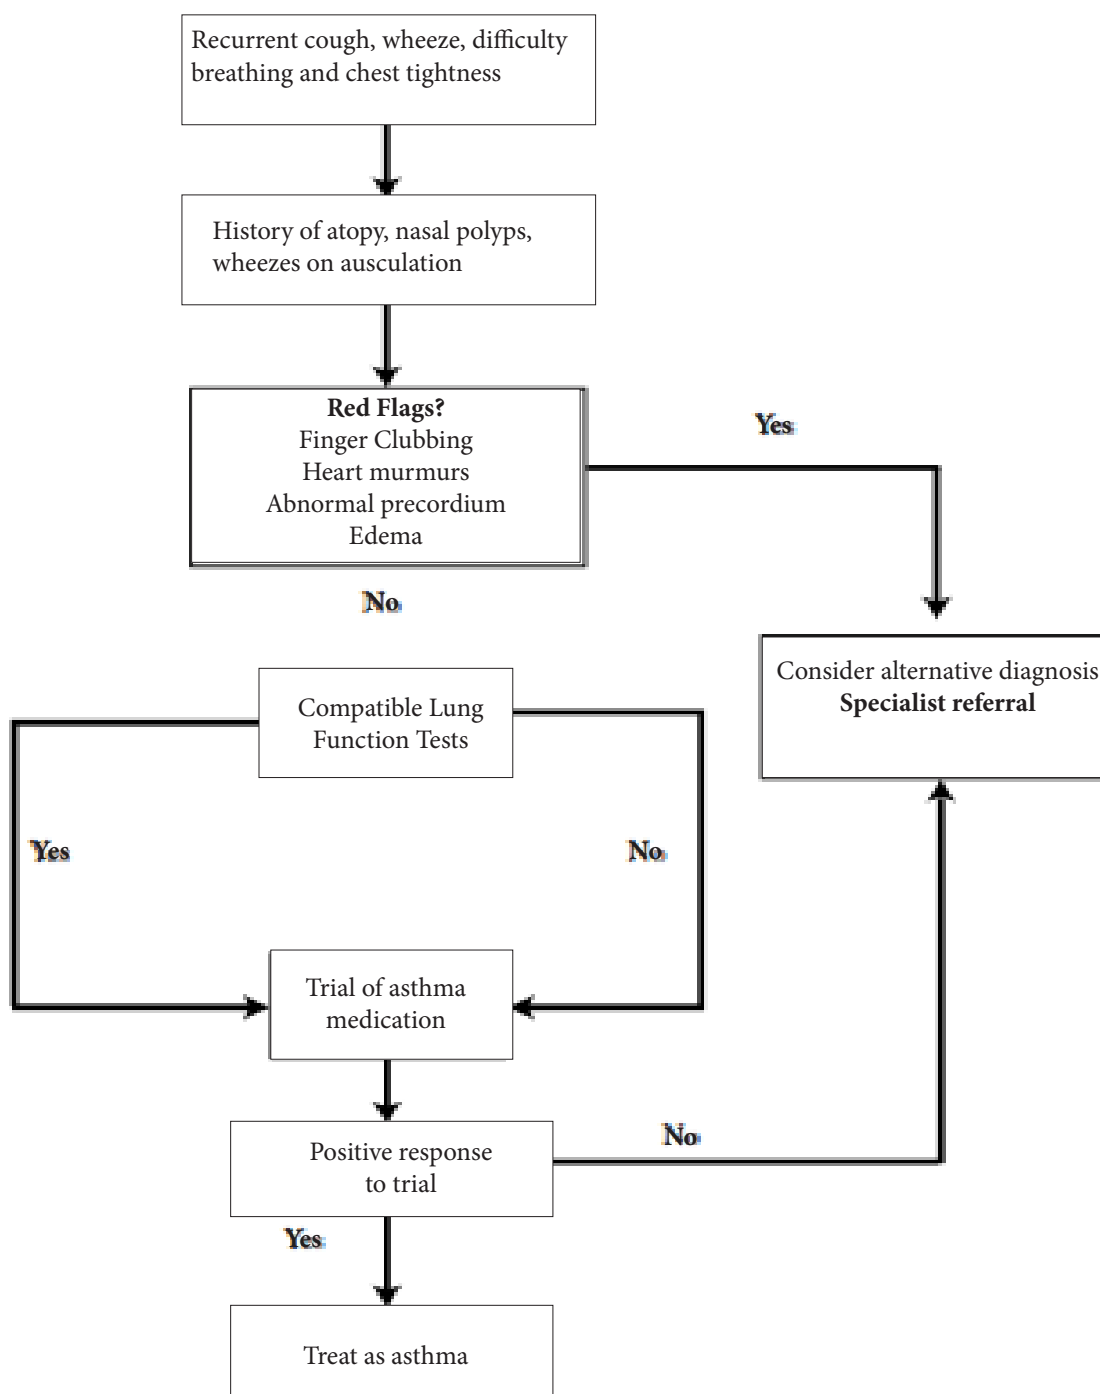 Recurrent cough, wheeze, difficulty
breathing and chest tightness
History of atopy, nasal polyps,
wheezes on ausculation
Red Flags?
Finger Clubbing
Heart murmurs
Abnormal precordium
Edema
Yes
No
Consider alternative diagnosis
Specialist referral
Compatible Lung
Function Tests
Yes
No
Trial of asthma
medication
Positive response
to trial
No
Yes
Treat as asthma